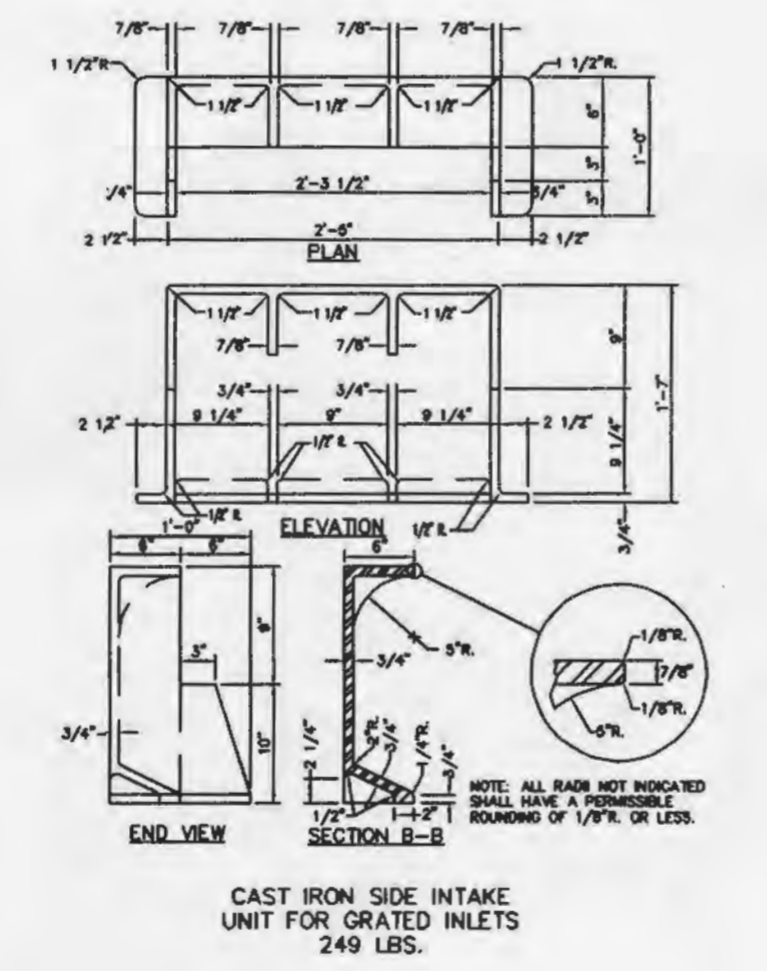 7/8" 7/8" 7/8" 7/8"
1 1/2"R 1 1/2"R.
1 1/2" 1 1/2" 1 1/2"
6"
1'-0"
3"
2'-3 1/2"
3/4"
3"
2 1/2" 2'-6" 2 1/2"
PLAN
1 1/2" 1 1/2" 1 1/2"
7/8" 7/8"
9"
1'-7"
3/4" 3/4"
2 1/2" 9 1/4" 9" 9 1/4" 2 1/2"
9 1/4"
1/2" R.
1/2" R. ELEVATION 1/2" R.
3/4"
1'-0"
6" 6"
6"
9"
3"
3/4"
10"
5"R.
3/4"
2"R.
3/4"
1/4"R.
3/4"
2 1/4"
1/2" 2"
1/8"R.
7/8"
1/8"R.
5"R.
NOTE: ALL RADII NOT INDICATED
SHALL HAVE A PERMISSIBLE
ROUNDING OF 1/8"R. OR LESS.
END VIEW SECTION B-B
CAST IRON SIDE INTAKE
UNIT FOR GRATED INLETS
249 LBS.